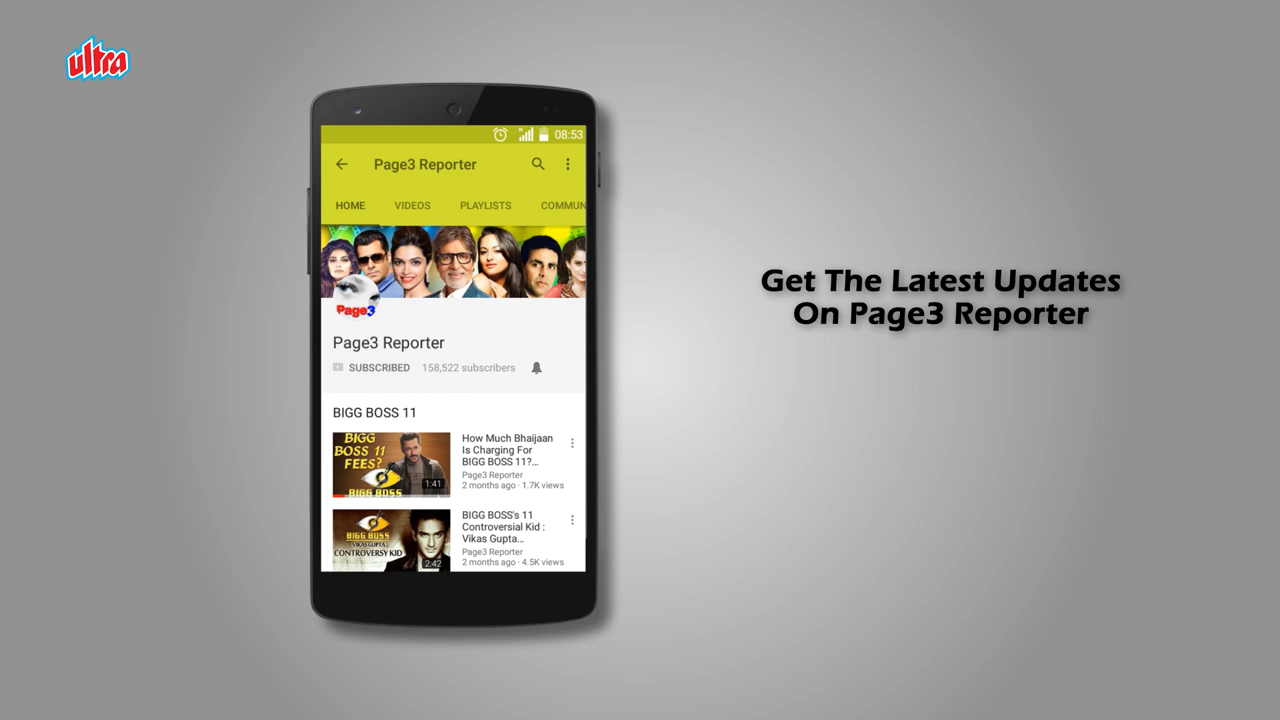 ultra
08:53
Page3 Reporter
HOME VIDEOS PLAYLISTS COMMUN
Page3
Page3 Reporter
SUBSCRIBED 158,522 subscribers
BIGG BOSS 11
BIGG
BOSS 11
FEES?
BIGG BOSS
1:41
How Much Bhaijaan
Is Charging For
BIGG BOSS 11?...
Page3 Reporter
2 months ago · 1.7K views
BIGG BOSS
VIKAS GUPTA
CONTROVERSY KID
2:42
BIGG BOSS's 11
Controversial Kid :
Vikas Gupta...
Page3 Reporter
2 months ago · 4.5K views
Get The Latest Updates
On Page3 Reporter